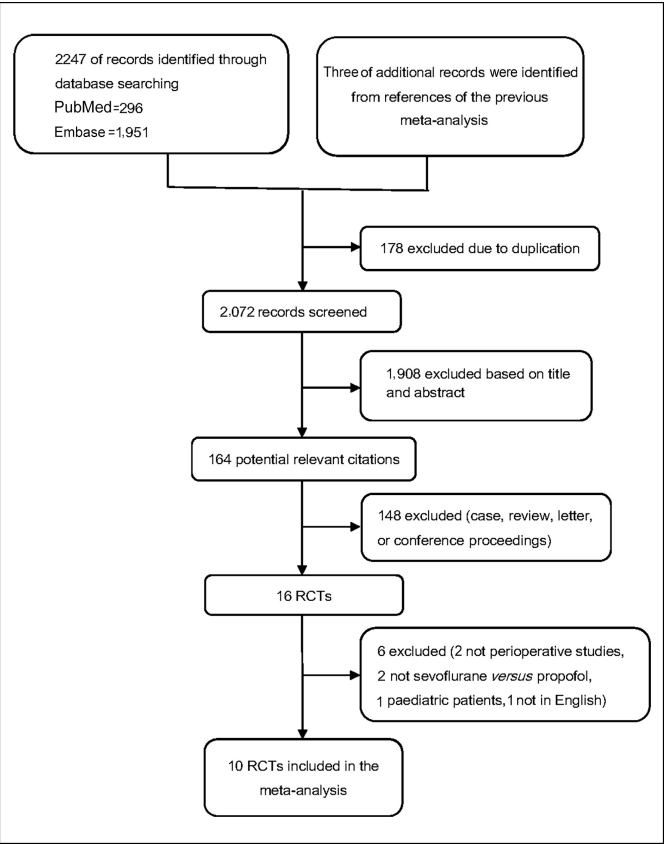 2247 of records identified through
database searching
PubMed=296
Embase=1,951
Three of additional records were identified
from references of the previous
meta-analysis
178 excluded due to duplication
2.072 records screened
1,908 excluded based on title
and abstract
164 potential relevant citations
148 excluded (case, review, letter,
or conference proceedings)
16 RCTs
6 excluded (2 not perioperative studies,
2 not sevoflurane versus propofol,
1 paediatric patients, 1 not in English)
10 RCTs included in the
meta-analysis